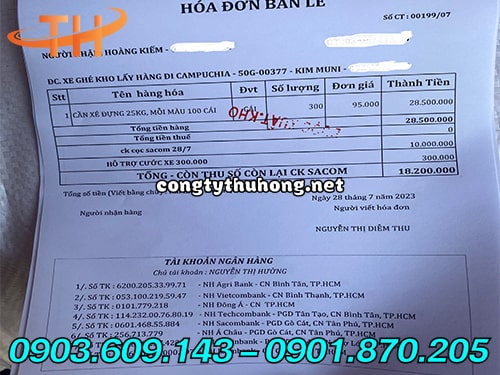 HÓA ĐƠN BÁN LẺ
Số CT : 00199/07
TH
NGƯỜI NHẬN HOÀNG KIẾM -
ĐC. XE GHÉ KHO LẤY HÀNG ĐI CAMPUCHIA - 50G-00377 - KIM MUNI -
Stt Tên hàng hóa ĐVT Số lượng Đơn giá Thành Tiền
1 CẦN XÉ ĐỰNG 25KG, MỖI MÀU 100 CÁI CÁI 300 95.000 28.500.000
XUẤT KHO
Tổng tiền hàng 28.500.000
Tổng tiền thuế 0
ck cọc sacom 28/7 10.000.000
HỖ TRỢ CƯỚC XE 300.000 300.000
TỔNG - CÒN THU SỐ CÒN LẠI CK SACOM 18.200.000
Tổng số tiền (Viết bằng chữ)
congtythuhong.net
Ngày 28 tháng 7 năm 2023
Người nhận hàng Người viết hóa đơn
NGUYỄN THỊ DIỄM THU
TÀI KHOẢN NGÂN HÀNG
Chủ tài khoản : NGUYỄN THỊ HƯỜNG
1/. Số TK : 6200.205.33.99.71 - NH Agri Bank - CN Bình Tân, TP.HCM
2/. Số TK : 053.100.219.59.47 - NH Vietcombank - CN Bình Thạnh, TP.HCM
3/. Số TK : 0101.779.218 - NH ĐÔNG Á - CN TP.HCM
4/. Số TK : 114.232.00.76.80.19 - NH Techcombank - PGD Tân Tạo, CN Bình Tân, TP.HCM
5/. Số TK : 0601.468.55.884 - NH Sacombank - PGD Gò Cát, CN Tân Phú, TP.HCM
6/. Số TK : 256.713.779 - NH Á Châu - PGD Gò Cát, CN Tân Phú, TP.HCM
0903.609.143 – 0901.870.205